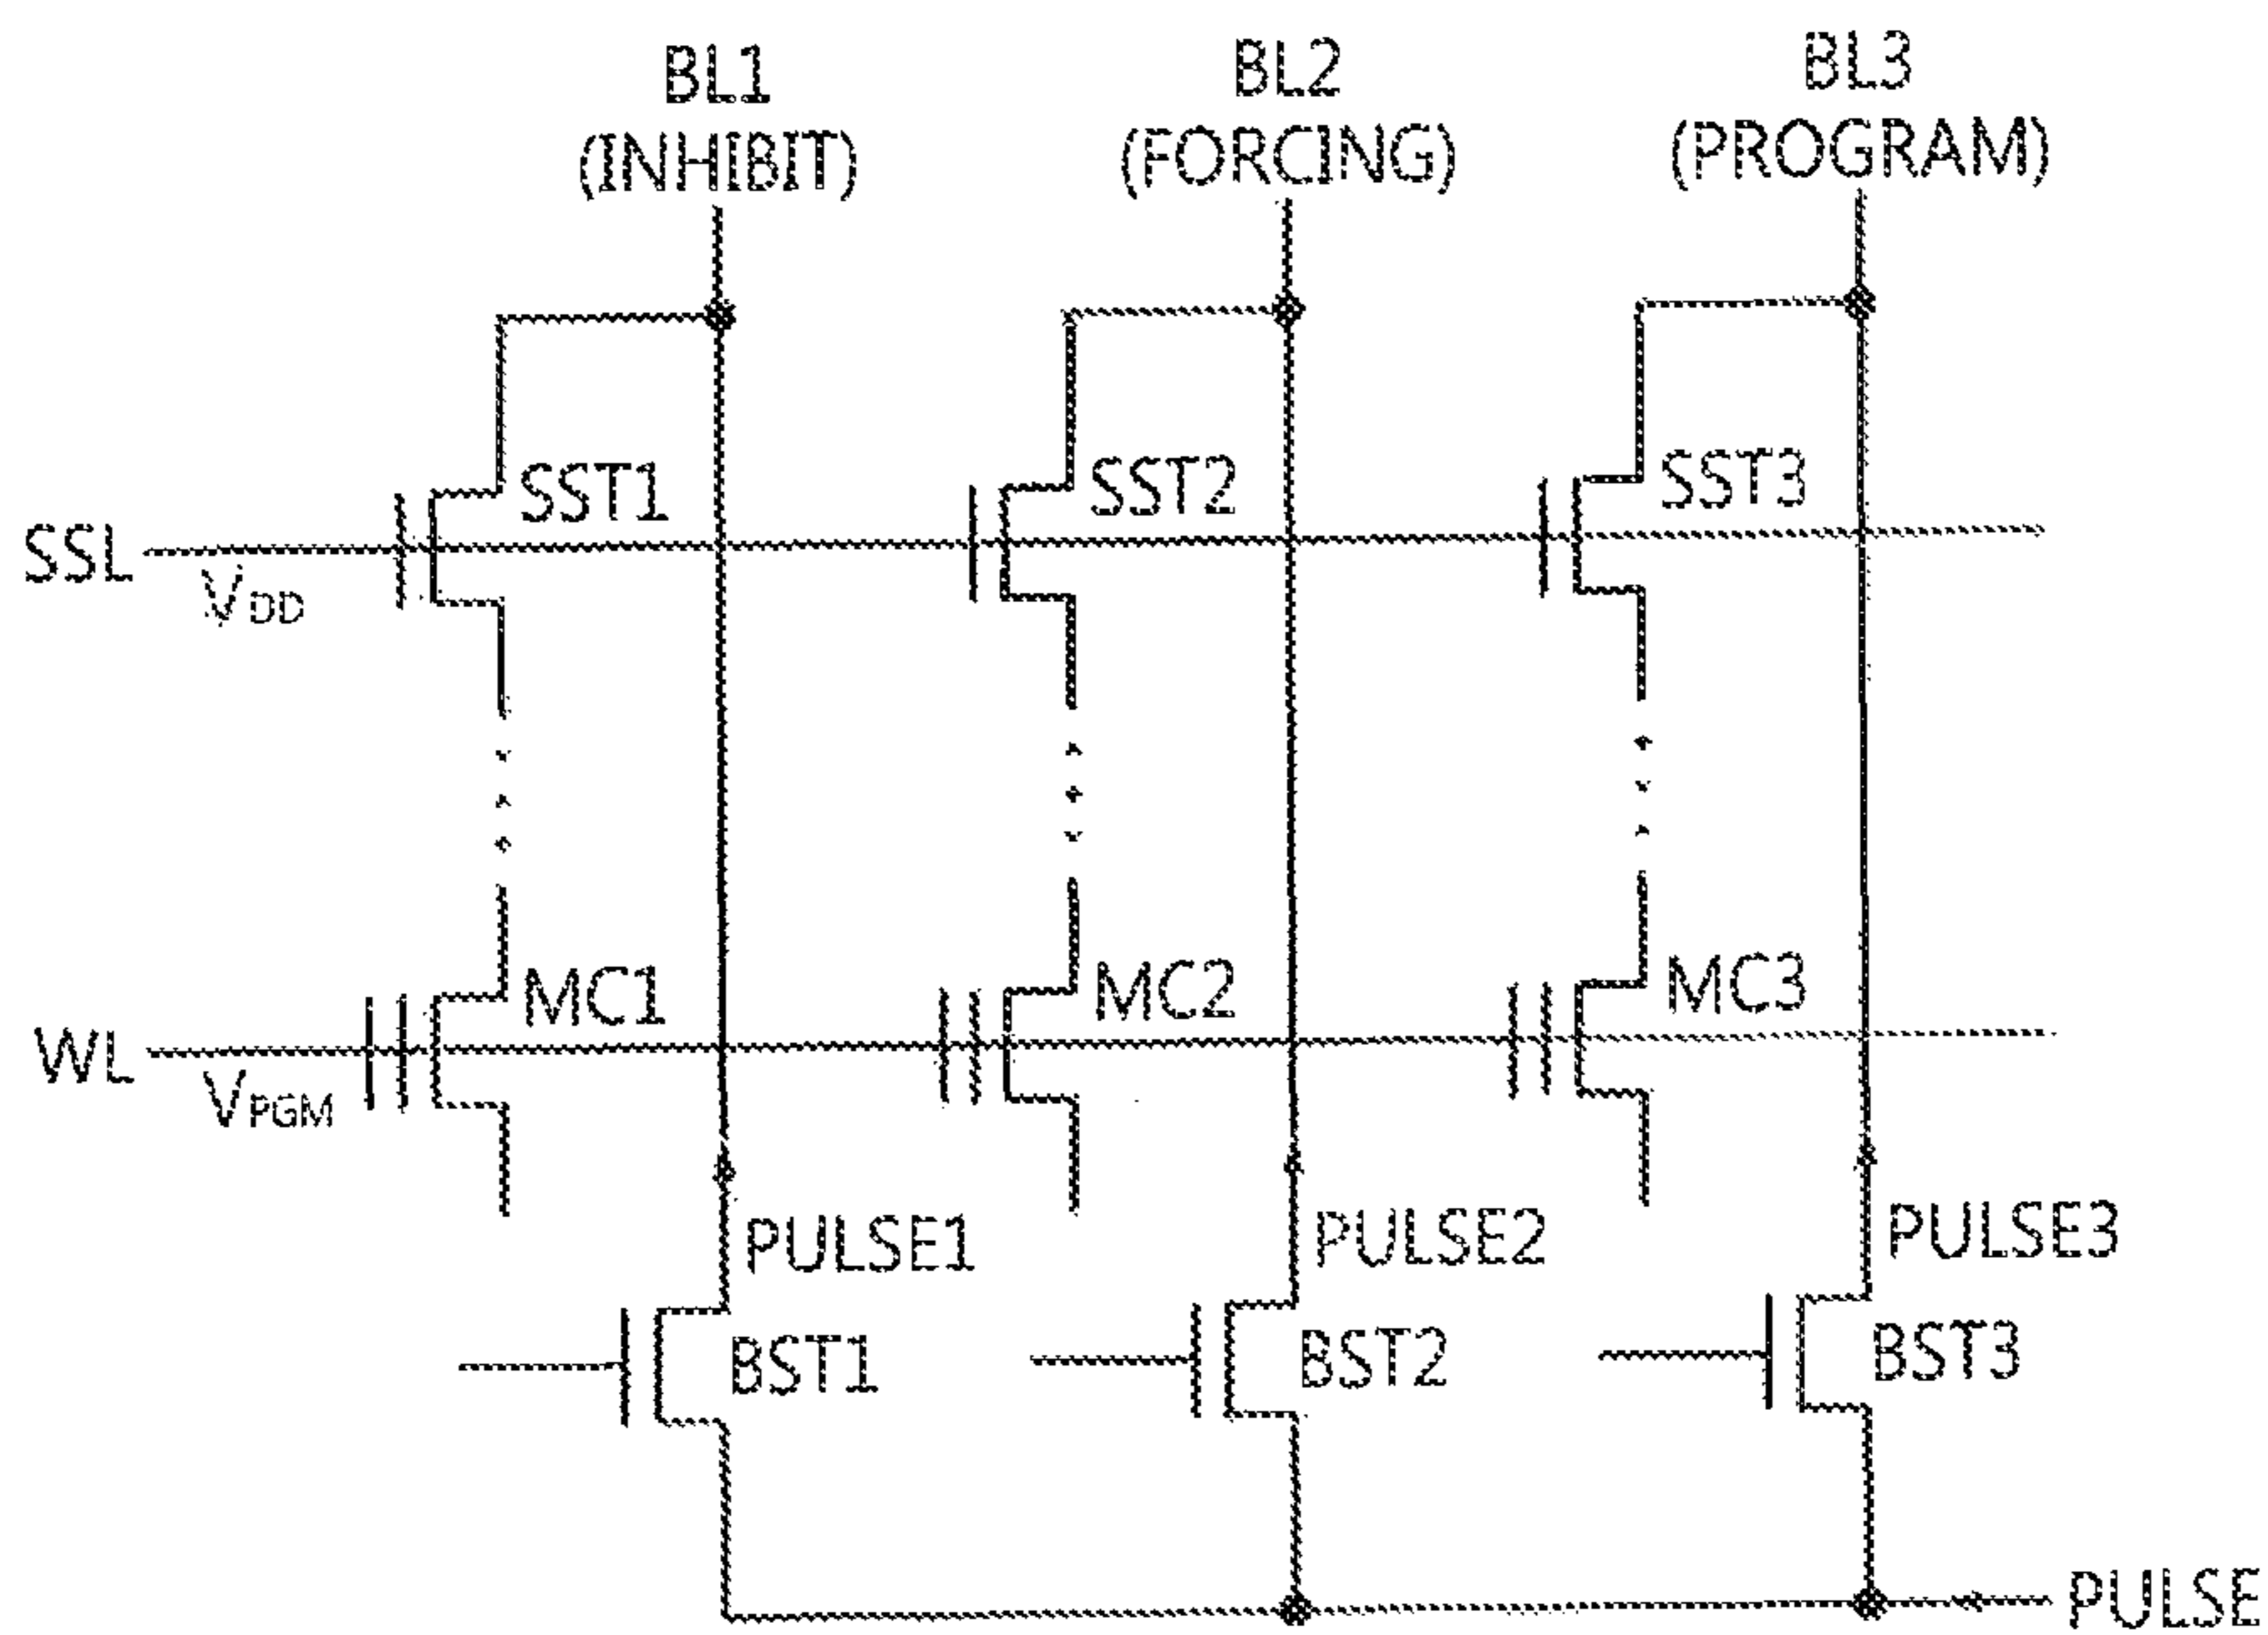 BL1
(INHIBIT)
BL2
(FORCING)
BL3
(PROGRAM)
SST1
SST2
SST3
SSL
VDD
MC1
MC2
MC3
WL
VPGM
PULSE1
PULSE2
PULSE3
BST1
BST2
BST3
PULSE